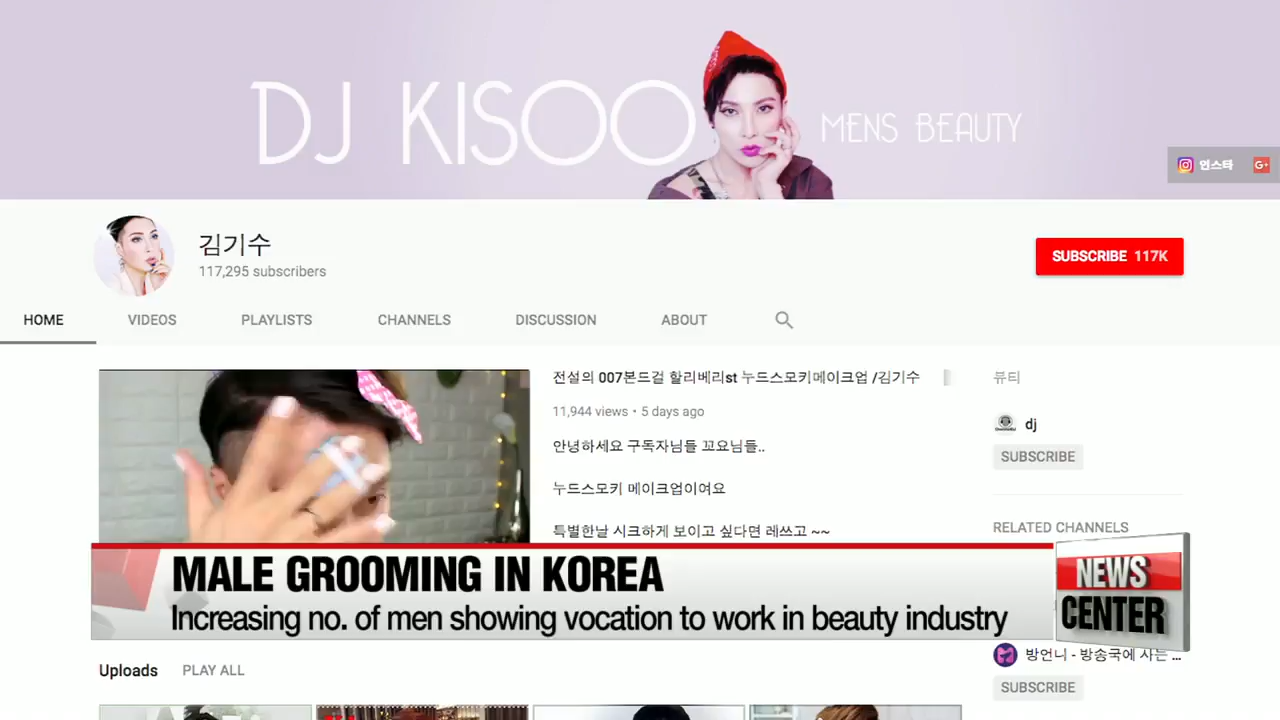 DJ KISOO
MENS BEAUTY
인스타
G+
김기수
117,295 subscribers
SUBSCRIBE 117K
HOME
VIDEOS
PLAYLISTS
CHANNELS
DISCUSSION
ABOUT
전설의 007본드걸 할리베리st 누드스모키메이크업 /김기수
11,944 views • 5 days ago
안녕하세요 구독자님들 꼬요님들..
누드스모키 메이크업이여요
특별한날 시크하게 보이고 싶다면 레쓰고 ~~
뷰티
dj
SUBSCRIBE
RELATED CHANNELS
MALE GROOMING IN KOREA
Increasing no. of men showing vocation to work in beauty industry
NEWS
CENTER
방언니 - 방송국에 사는 ...
SUBSCRIBE
Uploads
PLAY ALL